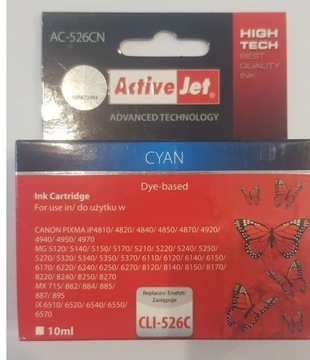 AC-526CN
HIGH
TECH
BEST
QUALITY
INK
ActiveJet
ADVANCED TECHNOLOGY
CYAN
Dye-based
Ink Cartridge
For use in/ do użytku w
CANON PIXMA iP4810/ 4820/ 4840/ 4850/ 4870/ 4920/
4940/ 4950/ 4970
MG 5120/ 5140/ 5150/ 5170/ 5210/ 5220/ 5240/ 5250/
5270/ 5320/ 5340/ 5350/ 5370/ 6110/ 6120/ 6140/ 6150/
6170/ 6220/ 6240/ 6250/ 6270/ 8120/ 8140/ 8150/ 8170/
8220/ 8240/ 8250/ 8270
MX 715/ 882/ 884/ 885/
887/ 895
iX 6510/ 6520/ 6540/ 6550/
6570
Replaces/ Ersetzt/
Zastępuje
CLI-526C
10ml